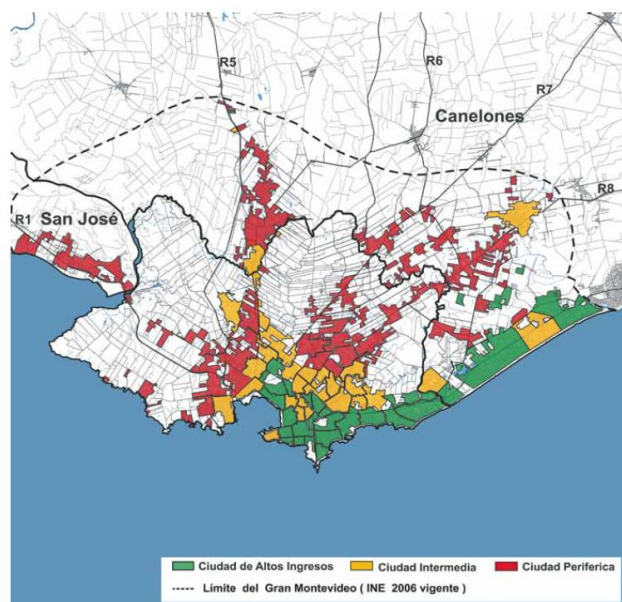 R5
R6
R7
Canelones
R8
R1
San José
Ciudad de Altos Ingresos
Ciudad Intermedia
Ciudad Periferica
Límite del Gran Montevideo ( INE 2006 vigente )